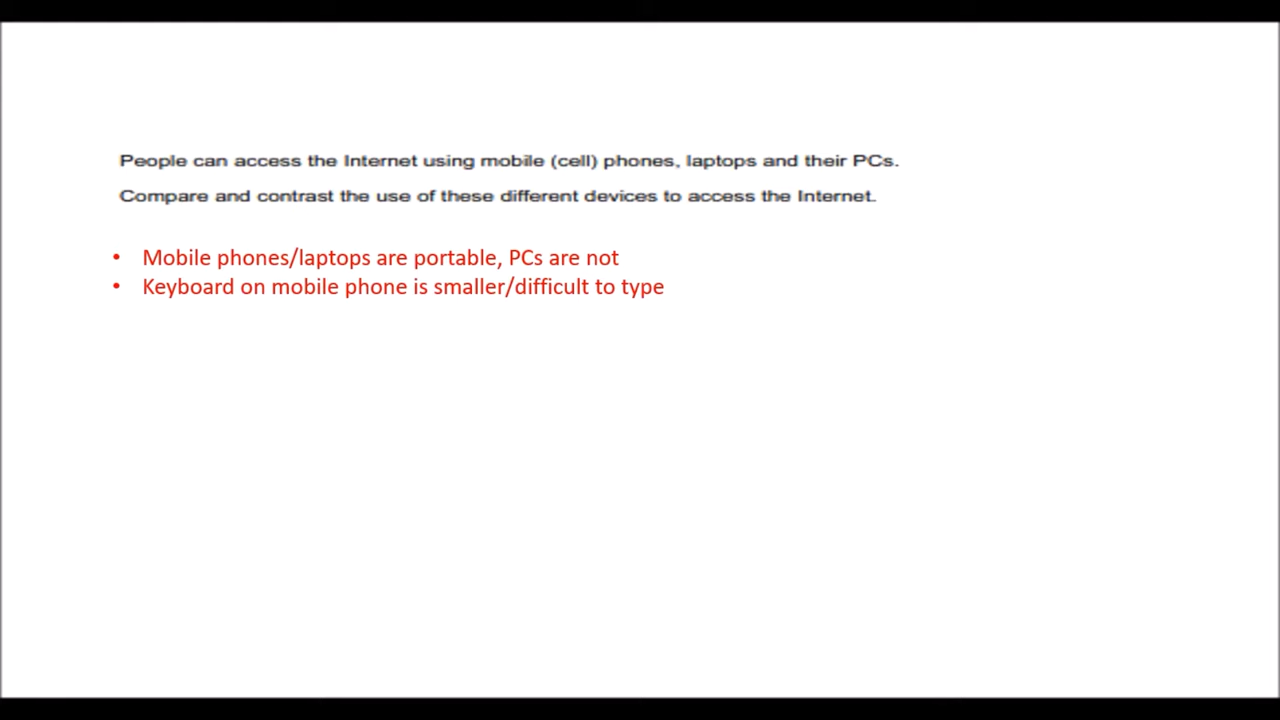 People can access the Internet using mobile (cell) phones, laptops and their PCs.
Compare and contrast the use of these different devices to access the Internet.
• Mobile phones/laptops are portable, PCs are not
• Keyboard on mobile phone is smaller/difficult to type